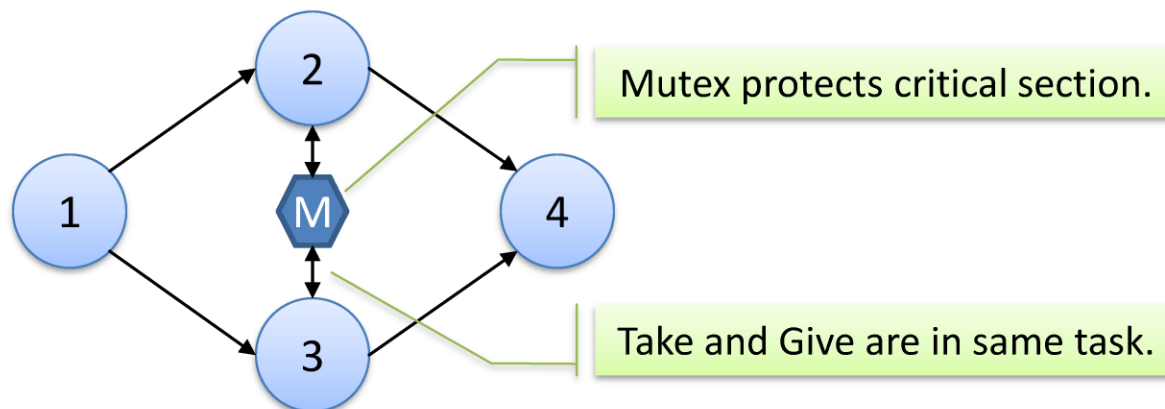 2
Mutex protects critical section.
1
M
4
3
Take and Give are in same task.